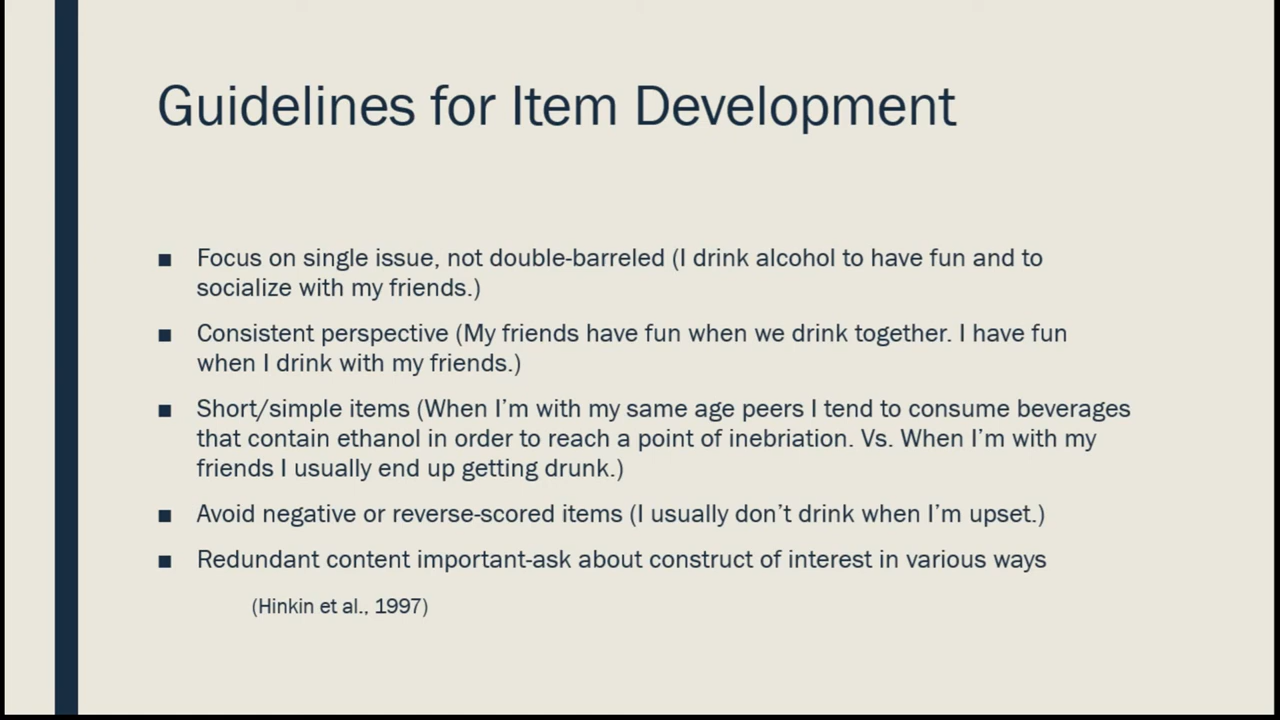 Guidelines for Item Development
■ Focus on single issue, not double-barreled (I drink alcohol to have fun and to
socialize with my friends.)
■ Consistent perspective (My friends have fun when we drink together. I have fun
when I drink with my friends.)
■ Short/simple items (When I’m with my same age peers I tend to consume beverages
that contain ethanol in order to reach a point of inebriation. Vs. When I’m with my
friends I usually end up getting drunk.)
■ Avoid negative or reverse-scored items (I usually don’t drink when I’m upset.)
■ Redundant content important-ask about construct of interest in various ways
(Hinkin et al., 1997)